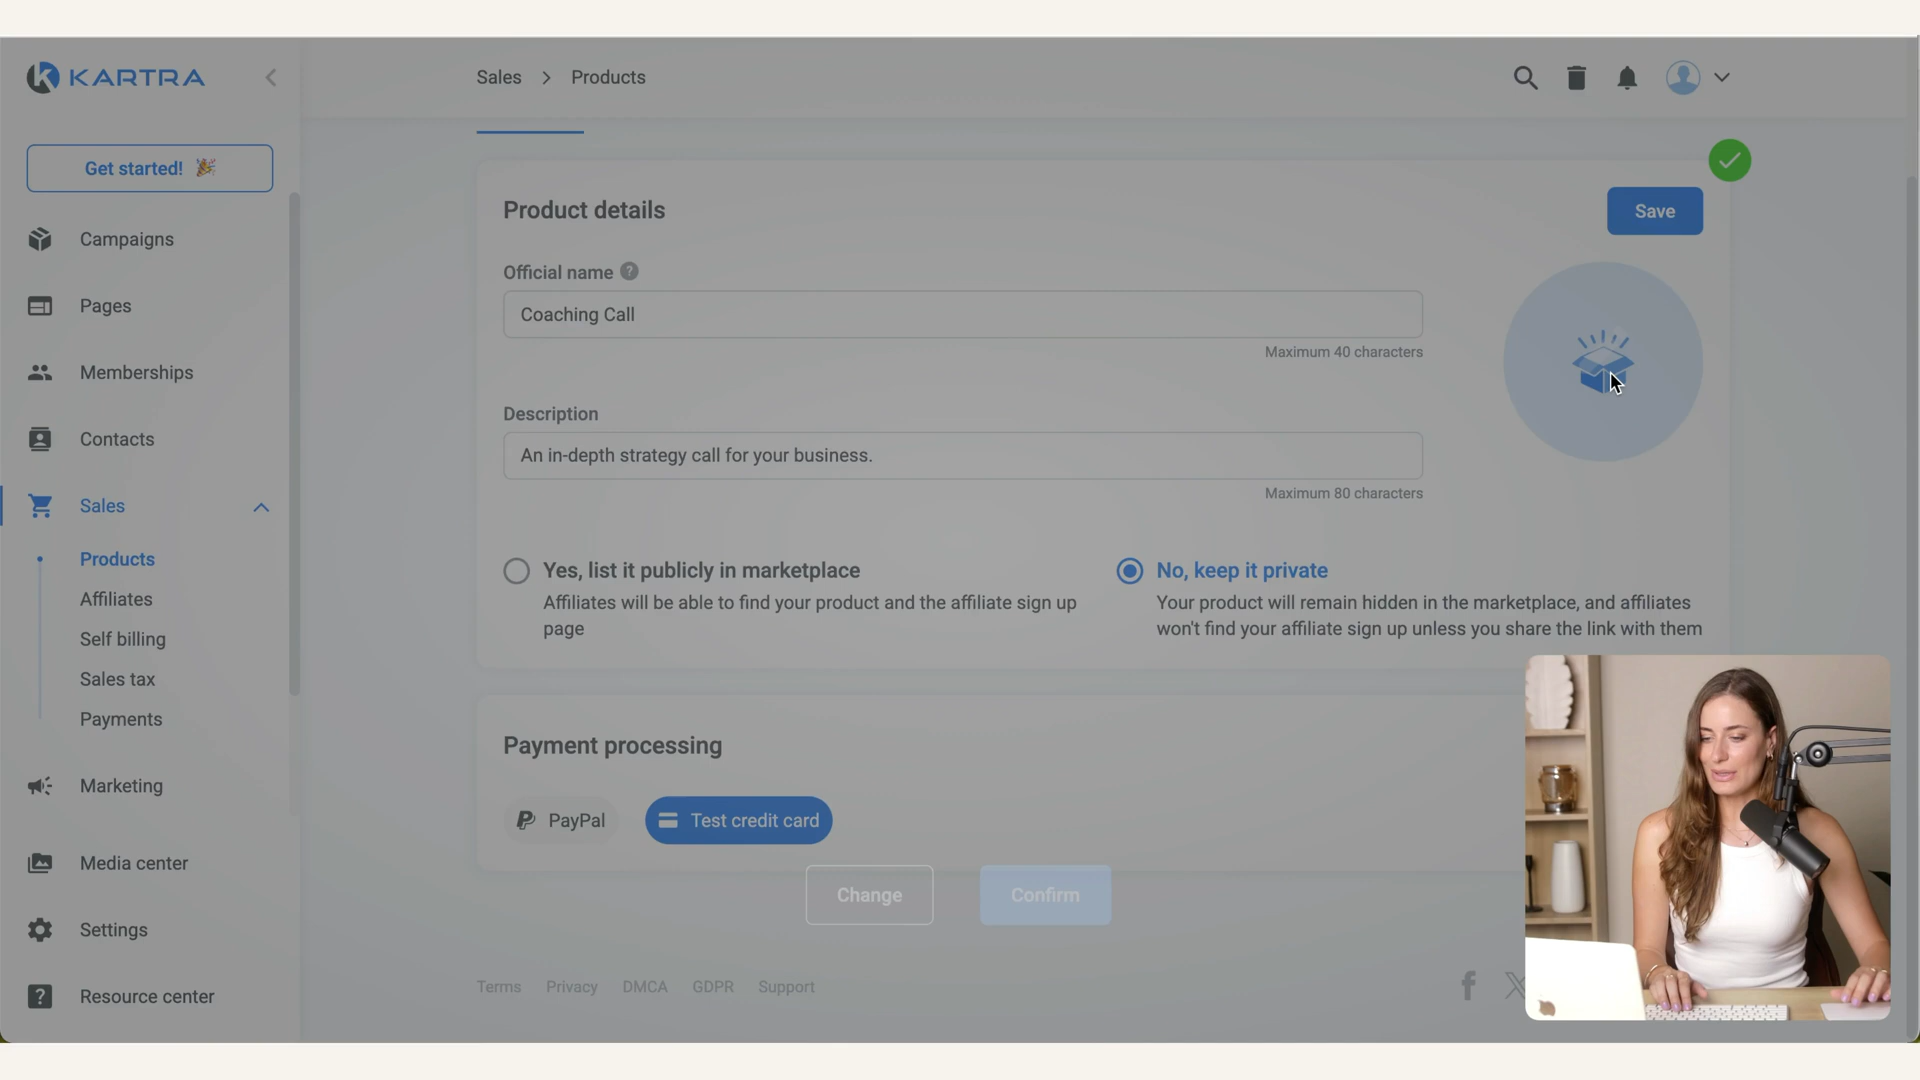 KARTRA
Sales > Products
Get started!
Campaigns
Pages
Memberships
Contacts
Sales
Products
Affiliates
Self billing
Sales tax
Payments
Marketing
Media center
Settings
? Resource center
Product details
Save
Official name ?
Coaching Call
Maximum 40 characters
Description
An in-depth strategy call for your business.
Maximum 80 characters
Yes, list it publicly in marketplace
Affiliates will be able to find your product and the affiliate sign up
page
No, keep it private
Your product will remain hidden in the marketplace, and affiliates
won't find your affiliate sign up unless you share the link with them
Payment processing
PayPal
Test credit card
Change
Confirm
Terms Privacy DMCA GDPR Support